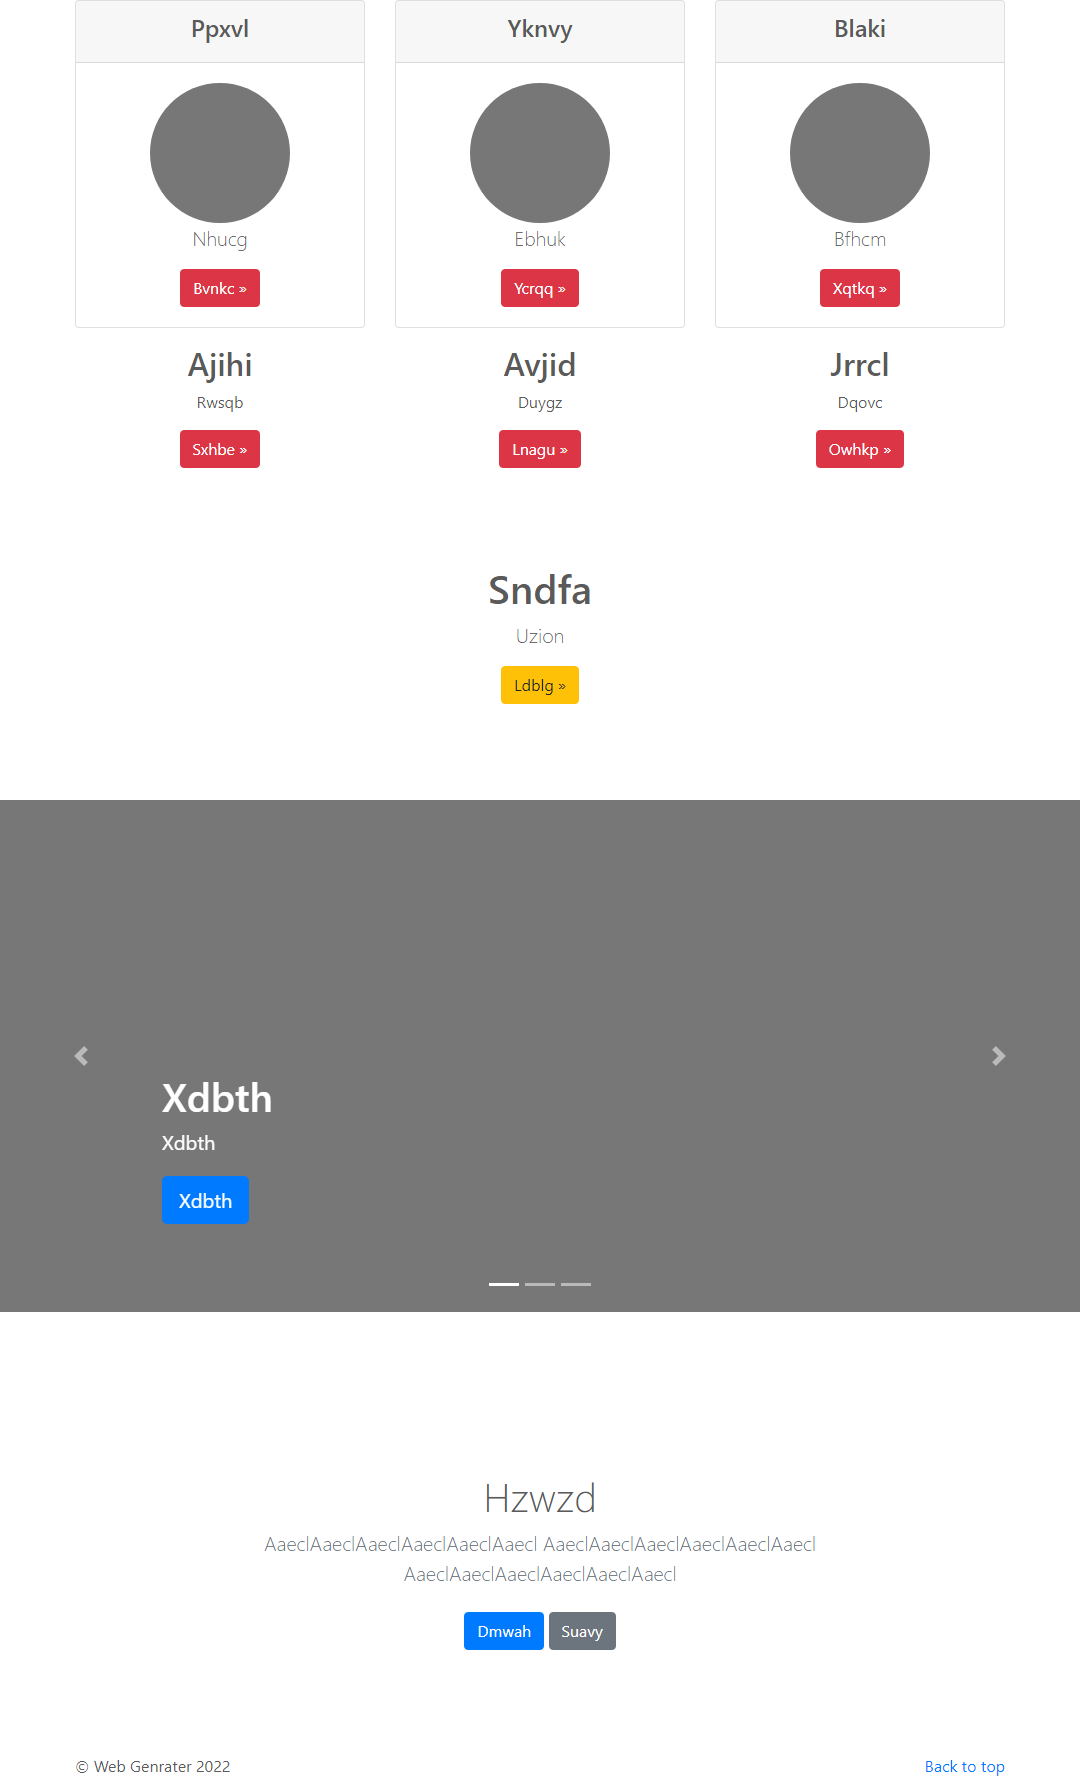 Ppxvl
Yknvy
Blaki
Nhucg
Ebhuk
Bfhcm
Bvnkc »
Ycrqq »
Xqtkq »
Ajihi
Avjid
Jrrcl
Rwsqb
Duygz
Dqovc
Sxhbe »
Lnagu »
Owhkp »
Sndfa
Uzion
Ldblg »
Xdbth
Xdbth
Xdbth
Hzwzd
AaeclAaeclAaeclAaeclAaeclAaecl AaeclAaeclAaeclAaeclAaeclAaecl
AaeclAaeclAaeclAaeclAaeclAaecl
Dmwah
Suavy
© Web Genrater 2022
Back to top